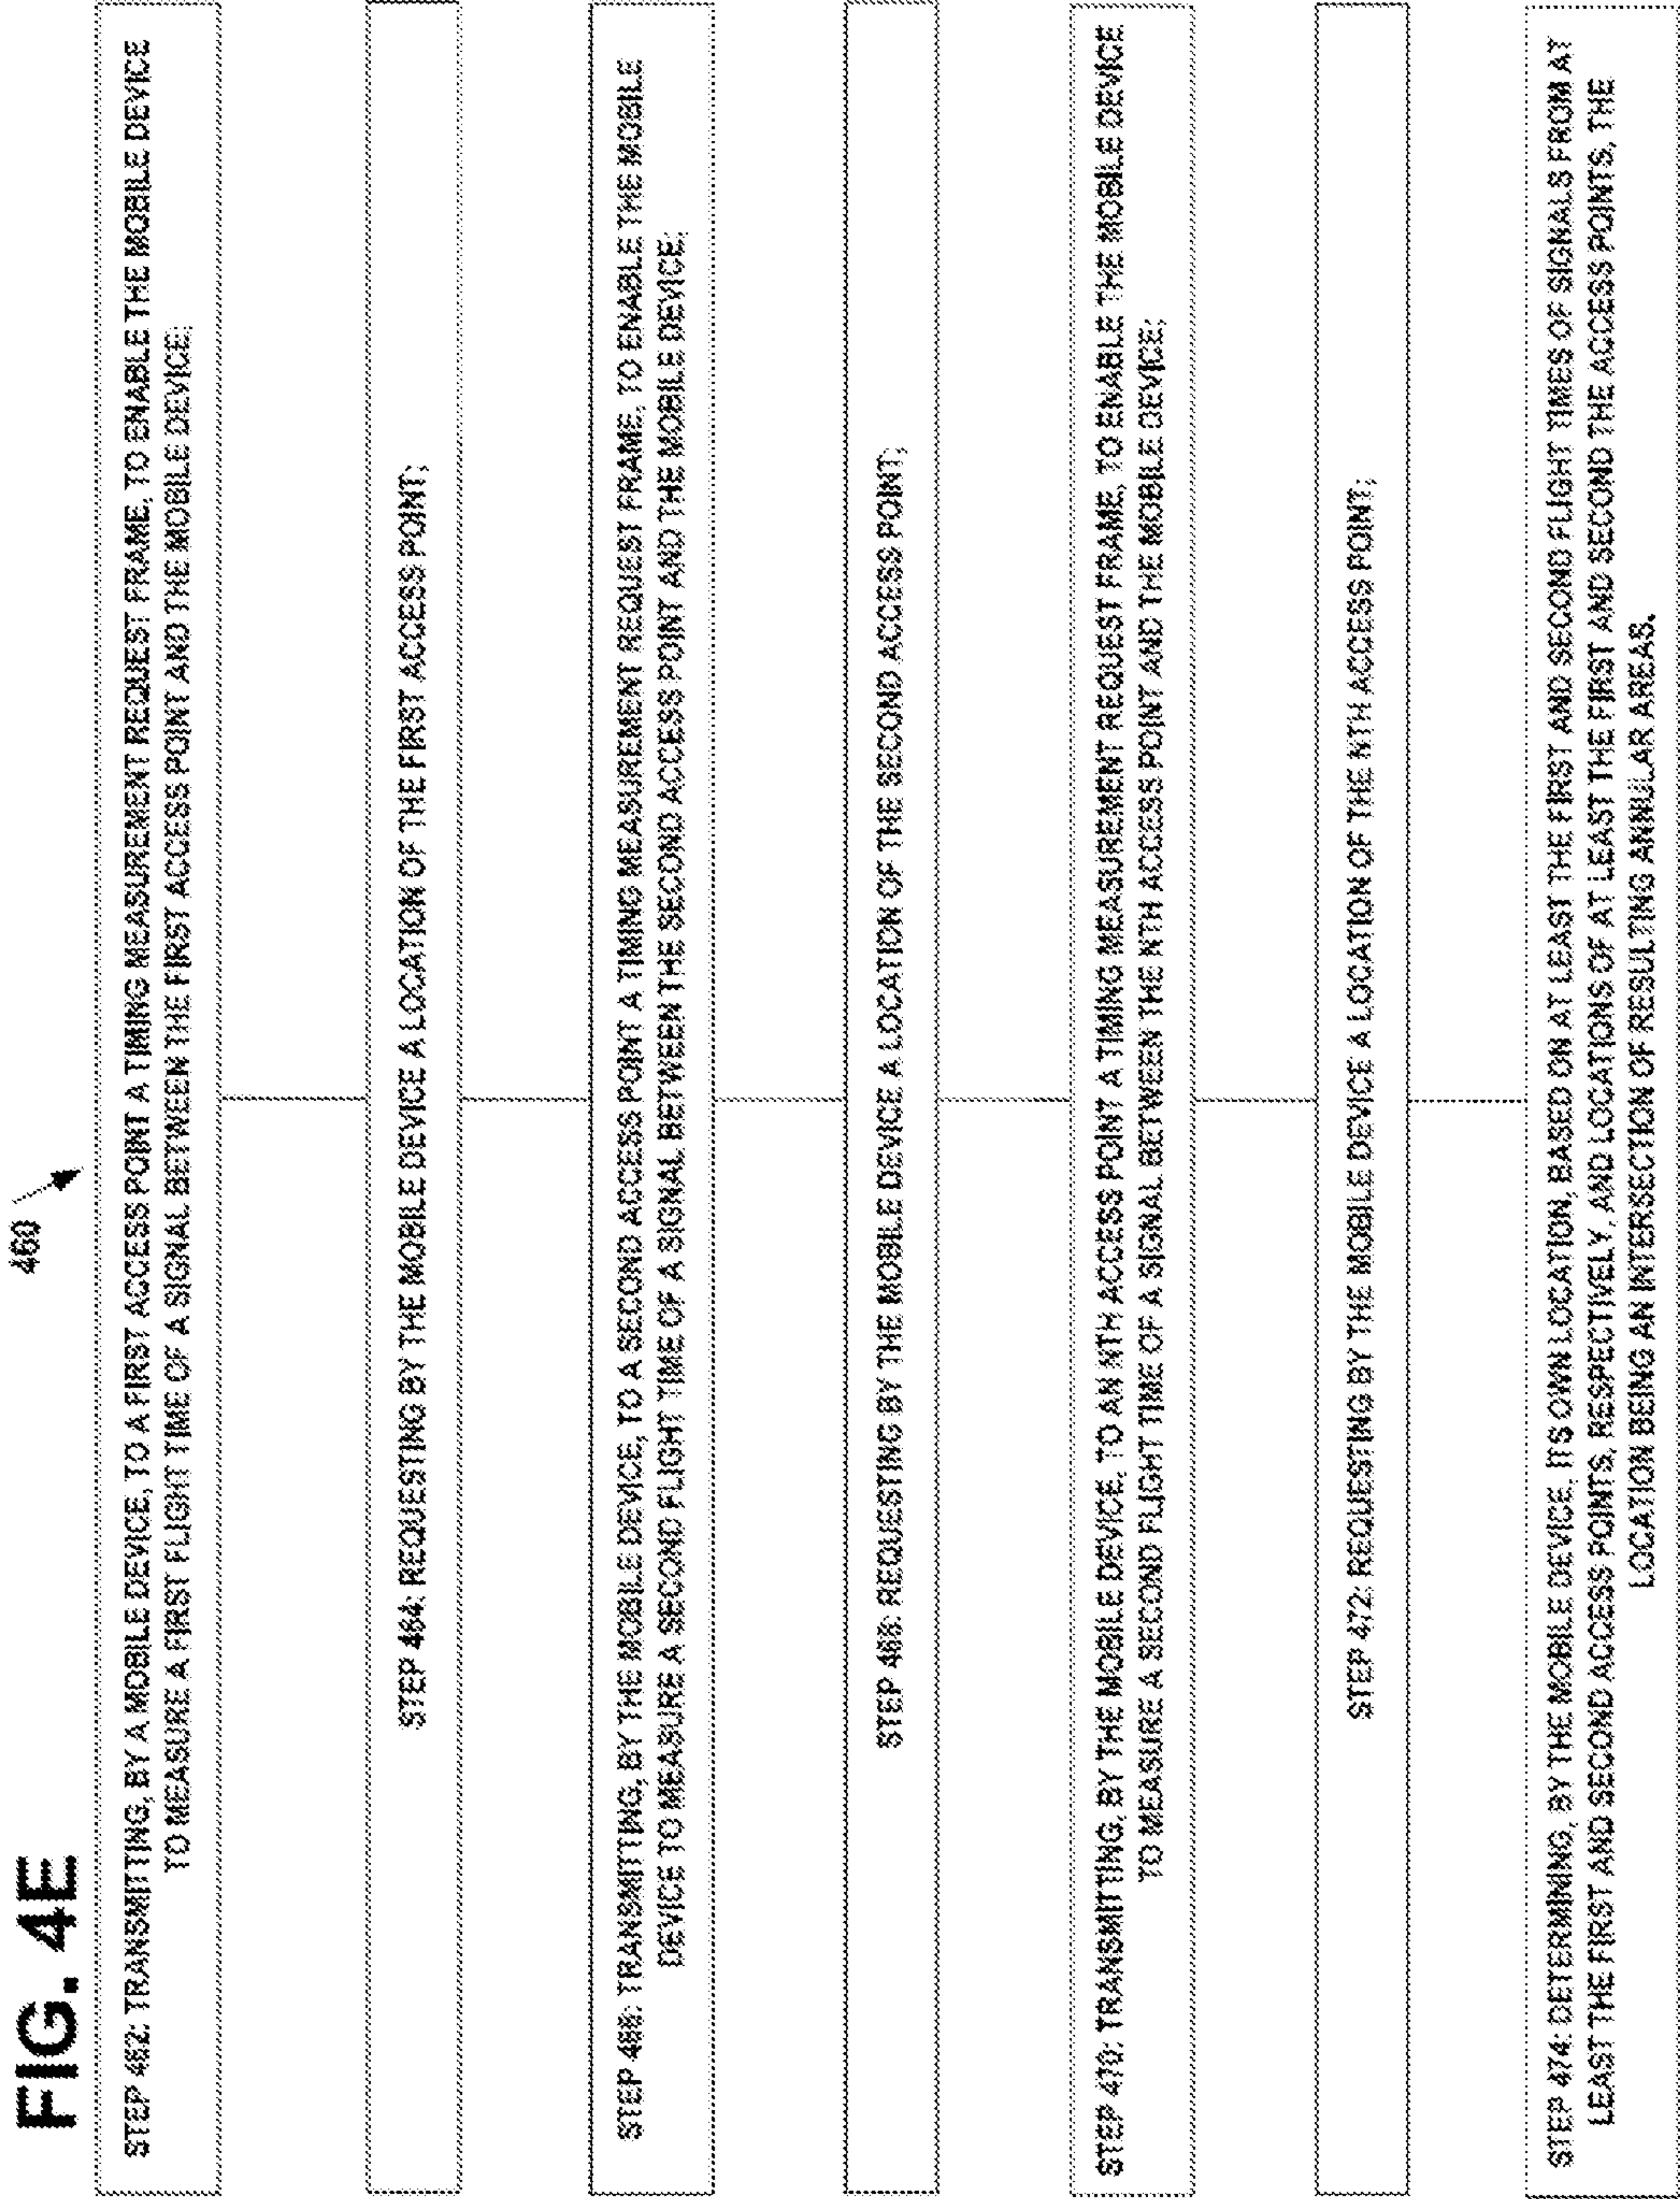 FIG. 4E
460
STEP 462: TRANSMITTING, BY A MOBILE DEVICE, TO A FIRST ACCESS POINT A TIMING MEASUREMENT REQUEST FRAME, TO ENABLE THE MOBILE DEVICE
TO MEASURE A FIRST FLIGHT TIME OF A SIGNAL BETWEEN THE FIRST ACCESS POINT AND THE MOBILE DEVICE;
STEP 464: REQUESTING BY THE MOBILE DEVICE A LOCATION OF THE FIRST ACCESS POINT;
STEP 466: TRANSMITTING, BY THE MOBILE DEVICE, TO A SECOND ACCESS POINT A TIMING MEASUREMENT REQUEST FRAME, TO ENABLE THE MOBILE
DEVICE TO MEASURE A SECOND FLIGHT TIME OF A SIGNAL BETWEEN THE SECOND ACCESS POINT AND THE MOBILE DEVICE;
STEP 468: REQUESTING BY THE MOBILE DEVICE A LOCATION OF THE SECOND ACCESS POINT;
STEP 470: TRANSMITTING, BY THE MOBILE DEVICE, TO AN NTH ACCESS POINT A TIMING MEASUREMENT REQUEST FRAME, TO ENABLE THE MOBILE DEVICE
TO MEASURE A SECOND FLIGHT TIME OF A SIGNAL BETWEEN THE NTH ACCESS POINT AND THE MOBILE DEVICE;
STEP 472: REQUESTING BY THE MOBILE DEVICE A LOCATION OF THE NTH ACCESS POINT;
STEP 474: DETERMINING, BY THE MOBILE DEVICE, ITS OWN LOCATION, BASED ON AT LEAST THE FIRST AND SECOND FLIGHT TIMES OF SIGNALS FROM AT
LEAST THE FIRST AND SECOND ACCESS POINTS, RESPECTIVELY, AND LOCATIONS OF AT LEAST THE FIRST AND SECOND THE ACCESS POINTS, THE
LOCATION BEING AN INTERSECTION OF RESULTING ANNULAR AREAS.